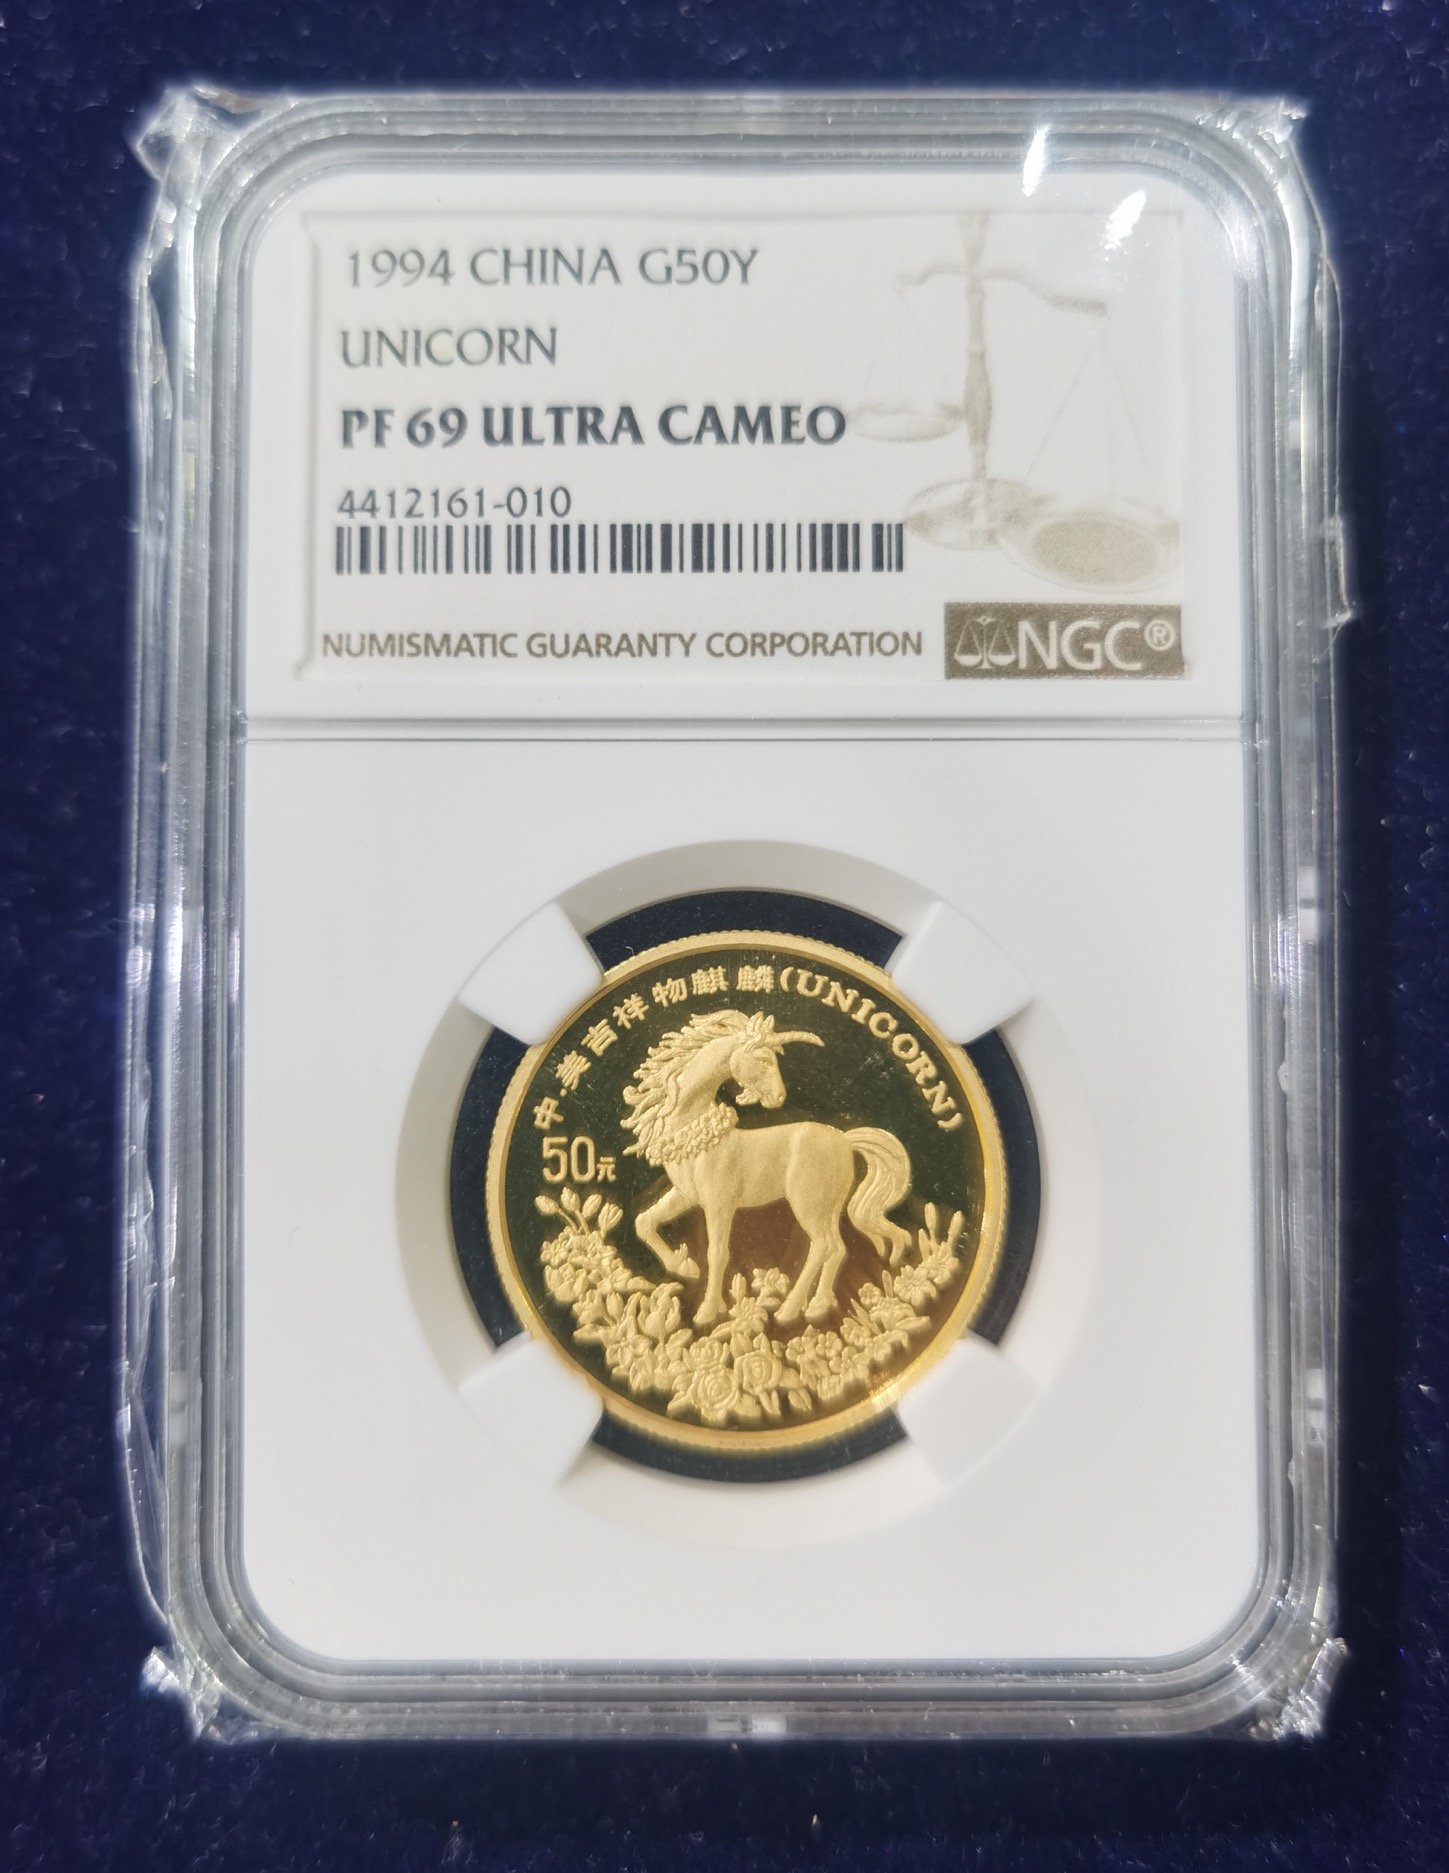 1994 CHINA G50Y
UNICORN
PF 69 ULTRA CAMEO
4412161-010
NUMISMATIC GUARANTY CORPORATION
NGC®
中·美吉祥物麒麟(UNICORN)
50元